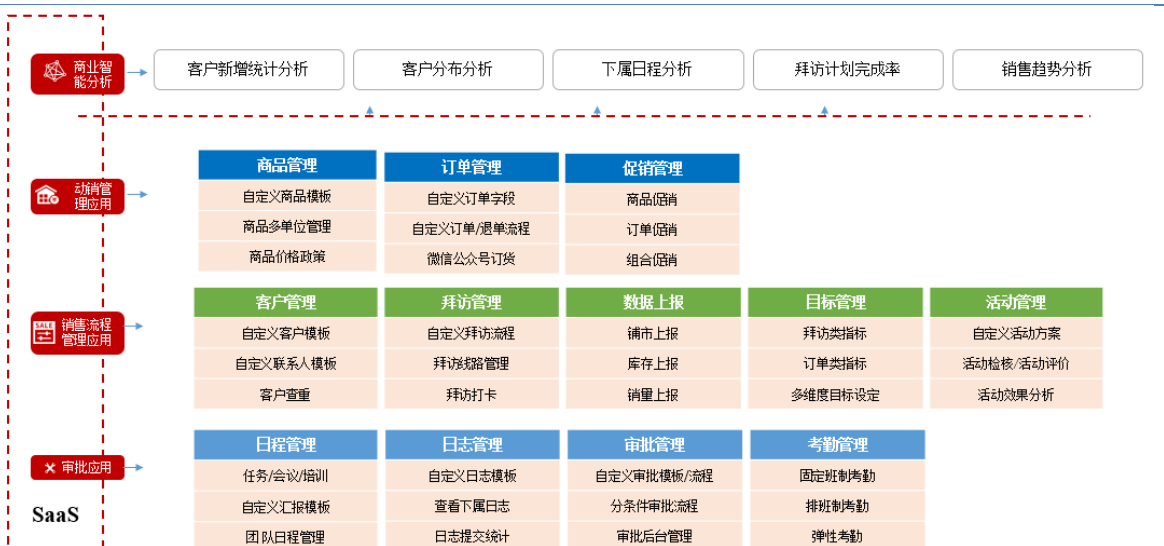 商业智
能分析
客户新增统计分析
客户分布分析
下属日程分析
拜访计划完成率
销售趋势分析
动销管
理应用
商品管理
订单管理
促销管理
自定义商品模板
自定义订单字段
商品促销
商品多单位管理
自定义订单/退单流程
订单促销
商品价格政策
微信公众号订货
组合促销
SALE
销售流程
管理应用
客户管理
拜访管理
数据上报
目标管理
活动管理
自定义客户模板
自定义拜访流程
铺市上报
拜访类指标
自定义活动方案
自定义联系人模板
拜访线路管理
库存上报
订单类指标
活动检核/活动评价
客户查重
拜访打卡
销量上报
多维度目标设定
活动效果分析
审批应用
日程管理
日志管理
审批管理
考勤管理
任务/会议/培训
自定义日志模板
自定义审批模板/流程
固定班制考勤
自定义汇报模板
查看下属日志
分条件审批流程
排班制考勤
团队日程管理
日志提交统计
审批后台管理
弹性考勤
SaaS